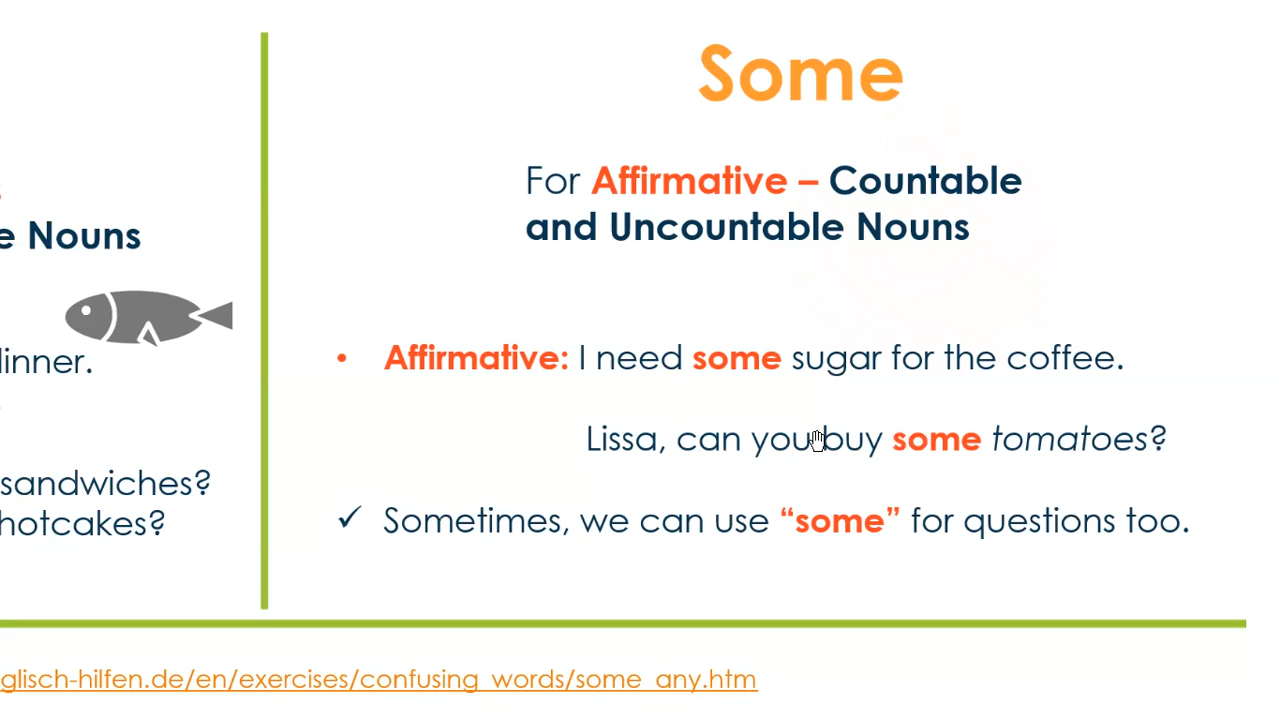 Some
For Affirmative – Countable
and Uncountable Nouns
e Nouns
Affirmative: I need some sugar for the coffee.
dinner.
Lissa, can you buy some tomatoes?
sandwiches?
✓ Sometimes, we can use “some” for questions too.
hotcakes?
glisch-hilfen.de/en/exercises/confusing_words/some_any.htm